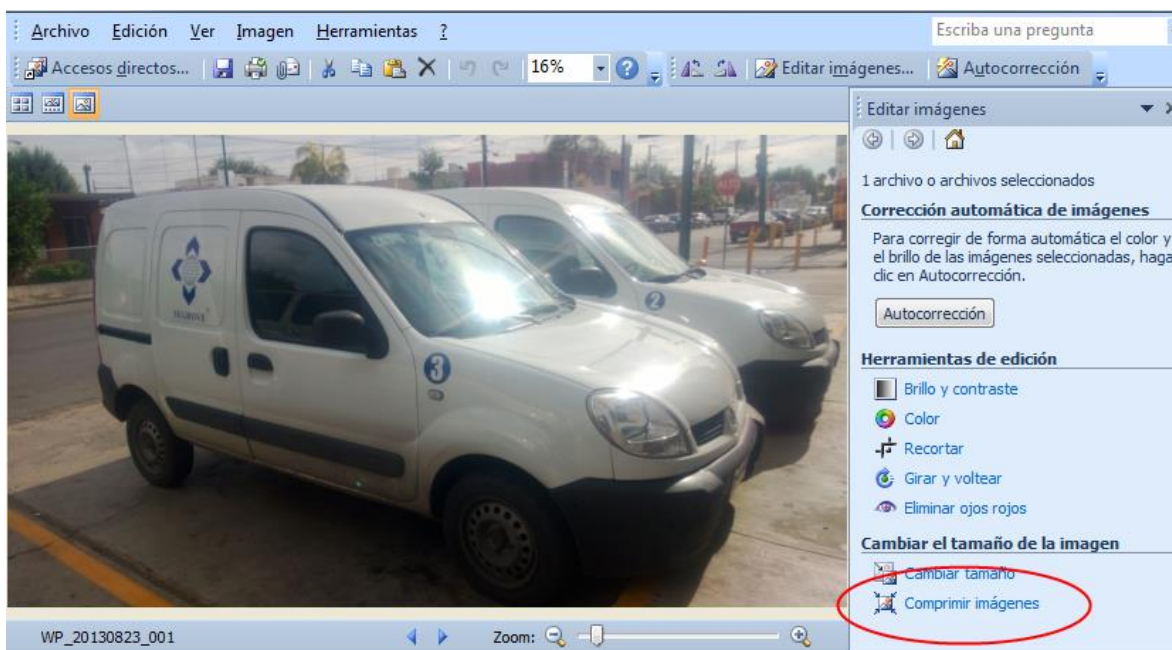 Archivo Edición Ver Imagen Herramientas ?
Escriba una pregunta
Accesos directos... 16% Editar imágenes... Autocorrección
Editar imágenes
1 archivo o archivos seleccionados
Corrección automática de imágenes
Para corregir de forma automática el color y
el brillo de las imágenes seleccionadas, haga
clic en Autocorrección.
Autocorrección
Herramientas de edición
Brillo y contraste
Color
Recortar
Girar y voltear
Eliminar ojos rojos
Cambiar el tamaño de la imagen
Cambiar tamaño
Comprimir imágenes
2
3
WP_20130823_001 Zoom: